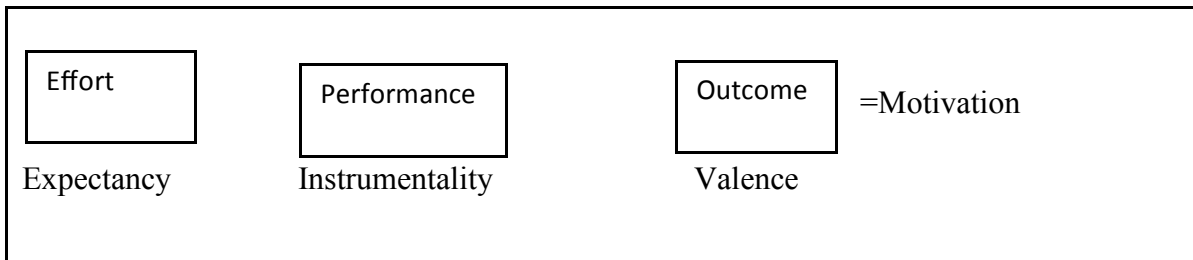 Effort
Performance
Outcome
=Motivation
Expectancy
Instrumentality
Valence